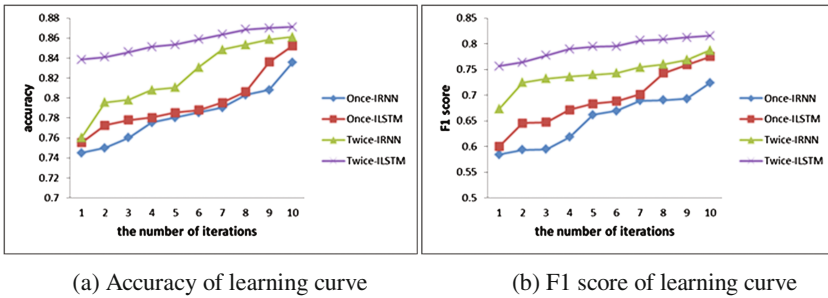 0.88
0.86
0.84
0.82
0.8
0.78
0.76
0.74
0.72
0.7
accuracy
1 2 3 4 5 6 7 8 9 10
the number of iterations
Once-IRNN
Once-ILSTM
Twice-IRNN
Twice-ILSTM
(a) Accuracy of learning curve
0.85
0.8
0.75
0.7
0.65
0.6
0.55
0.5
F1 score
1 2 3 4 5 6 7 8 9 10
the number of iterations
Once-IRNN
Once-ILSTM
Twice-IRNN
Twice-ILSTM
(b) F1 score of learning curve